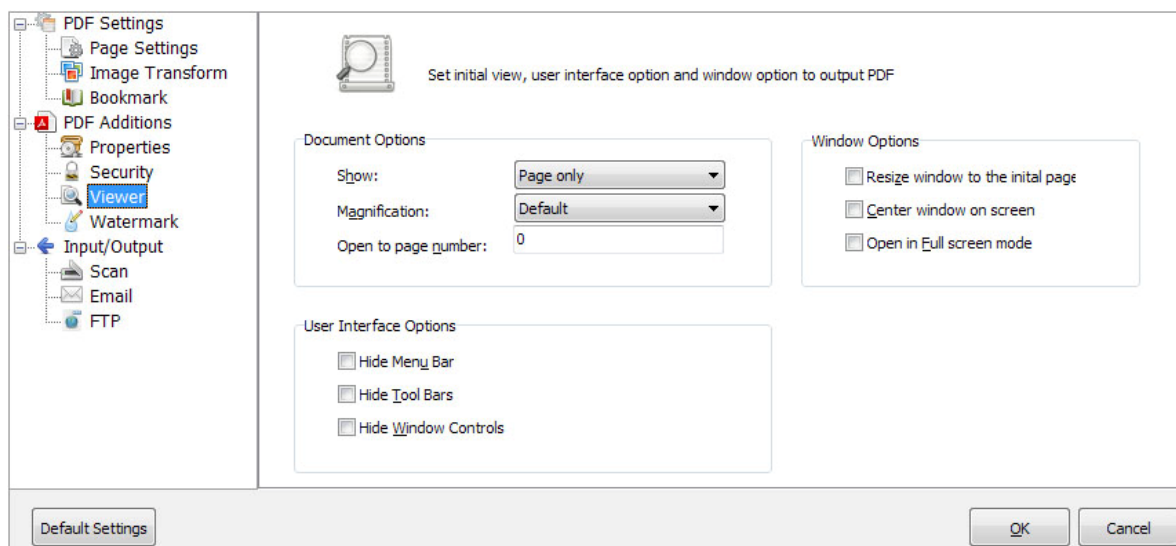 PDF Settings
Page Settings
Image Transform
Bookmark
PDF Additions
Properties
Security
Viewer
Watermark
Input/Output
Scan
Email
FTP
Set initial view, user interface option and window option to output PDF
Document Options
Show: Page only
Magnification: Default
Open to page number: 0
Window Options
Resize window to the inital page
Center window on screen
Open in Full screen mode
User Interface Options
Hide Menu Bar
Hide Tool Bars
Hide Window Controls
Default Settings
OK
Cancel